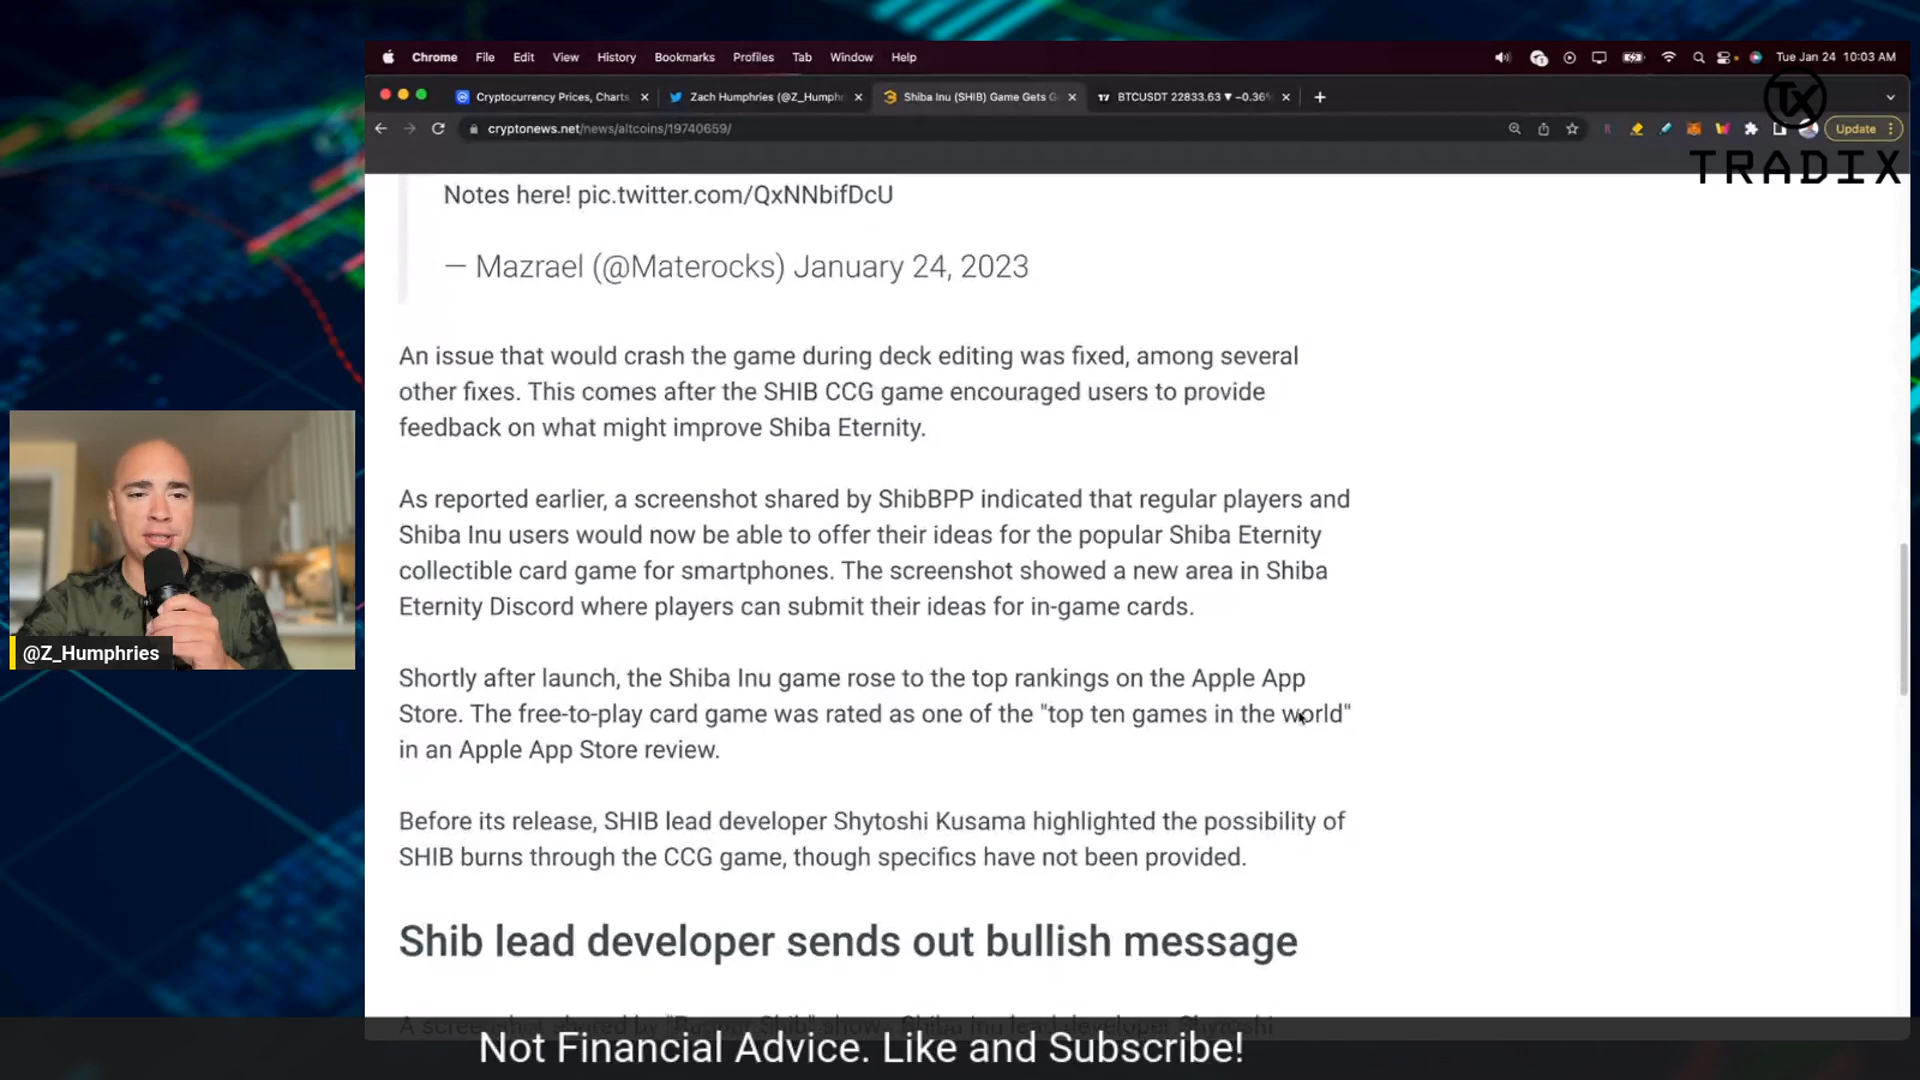 Chrome File Edit View History Bookmarks Profiles Tab Window Help Tue Jan 24 10:03 AM
Cryptocurrency Prices, Charts Zach Humphries (@Z_Humph Shiba Inu (SHIB) Game Gets G BTCUSDT 22833.63 ▼ −0.36%
cryptonews.net/news/altcoins/19740659/ Update
TX
TRADIX
Notes here! pic.twitter.com/QxNNbifDcU
— Mazrael (@Materocks) January 24, 2023
An issue that would crash the game during deck editing was fixed, among several
other fixes. This comes after the SHIB CCG game encouraged users to provide
feedback on what might improve Shiba Eternity.
As reported earlier, a screenshot shared by ShibBPP indicated that regular players and
Shiba Inu users would now be able to offer their ideas for the popular Shiba Eternity
collectible card game for smartphones. The screenshot showed a new area in Shiba
Eternity Discord where players can submit their ideas for in-game cards.
@Z_Humphries
Shortly after launch, the Shiba Inu game rose to the top rankings on the Apple App
Store. The free-to-play card game was rated as one of the "top ten games in the world"
in an Apple App Store review.
Before its release, SHIB lead developer Shytoshi Kusama highlighted the possibility of
SHIB burns through the CCG game, though specifics have not been provided.
Shib lead developer sends out bullish message
Not Financial Advice. Like and Subscribe!